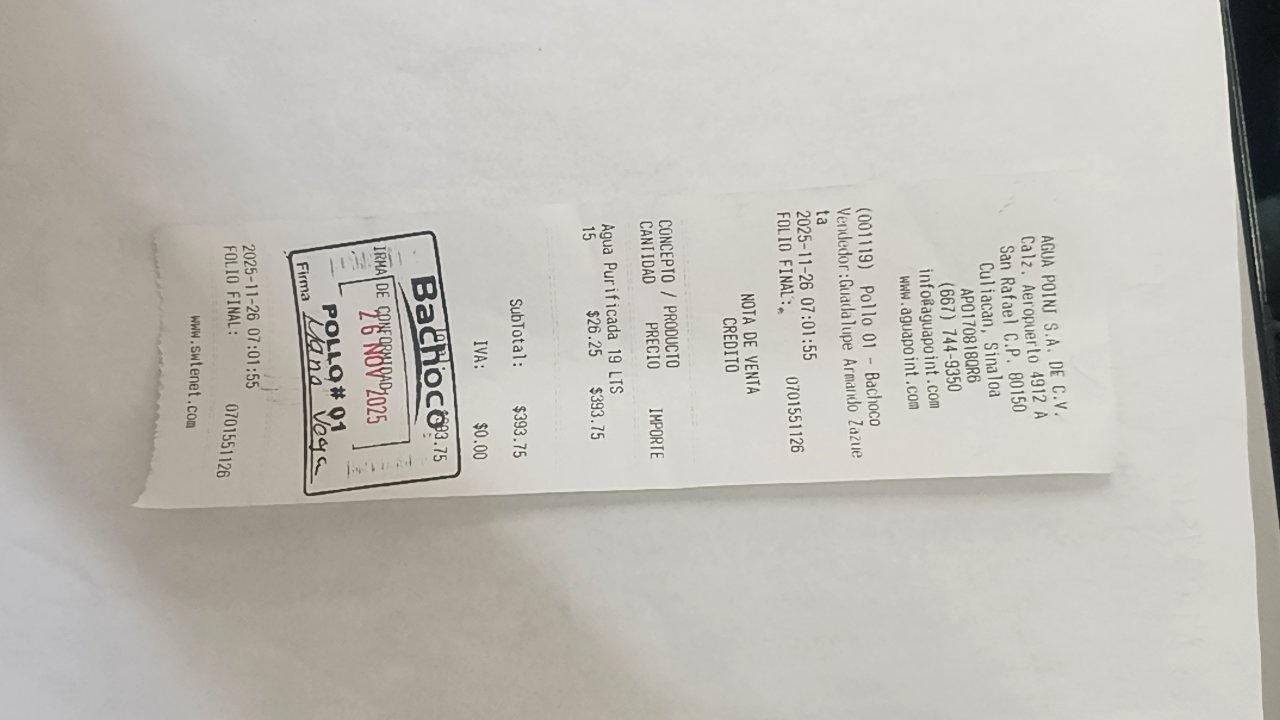 AGUA POINT S.A. DE C.V.
Calz. Aeropuerto 4912 A
San Rafael C.P. 80150
Culiacan, Sinaloa
APO170818QR6
(667) 744-9350
info@aguapoint.com
www.aguapoint.com
(001119) Pollo 01 - Bachoco
Vendedor:Guadalupe Armando Zazue
ta
2025-11-26 07:01:55
FOLIO FINAL: 0701551126
NOTA DE VENTA
CREDITO
CONCEPTO / PRODUCTO
CANTIDAD PRECIO IMPORTE
Agua Purificada 19 LTS
15 $26.25 $393.75
SubTotal: $393.75
IVA: $0.00
$393.75
Bachoco
FIRMA DE CONFORMIDAD
26 NOV 2025
POLLO # 91
Firma
2025-11-26 07:01:55
FOLIO FINAL: 0701551126
www.swtenet.com